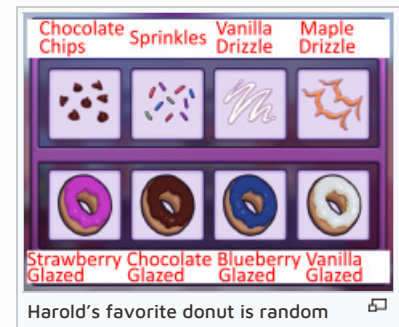 Chocolate Chips
Sprinkles
Vanilla Drizzle
Maple Drizzle
Strawberry Glazed
Chocolate Glazed
Blueberry Glazed
Vanilla Glazed
Harold's favorite donut is random